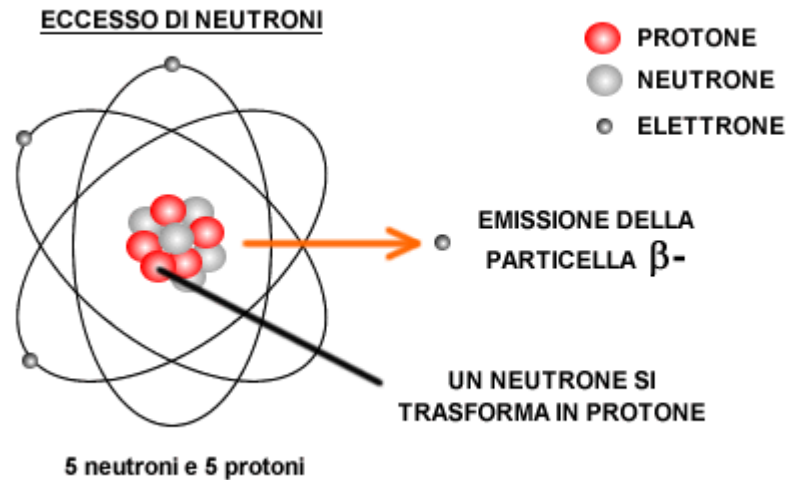 ECCESSO DI NEUTRONI
PROTONE
NEUTRONE
ELETTRONE
EMISSIONE DELLA
PARTICELLA β-
UN NEUTRONE SI
TRASFORMA IN PROTONE
5 neutroni e 5 protoni